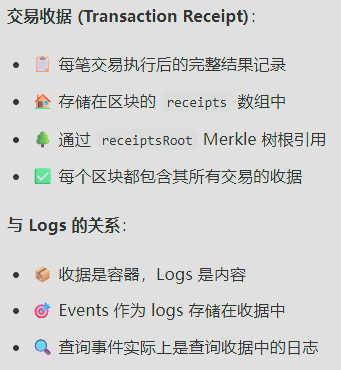 交易收据 (Transaction Receipt)：
• 📋 每笔交易执行后的完整结果记录
• 🏠 存储在区块的 receipts 数组中
• 🌳 通过 receiptsRoot Merkle 树根引用
• ✅ 每个区块都包含其所有交易的收据
与 Logs 的关系：
• 📦 收据是容器，Logs 是内容
• 🎯 Events 作为 logs 存储在收据中
• 🔍 查询事件实际上是查询收据中的日志